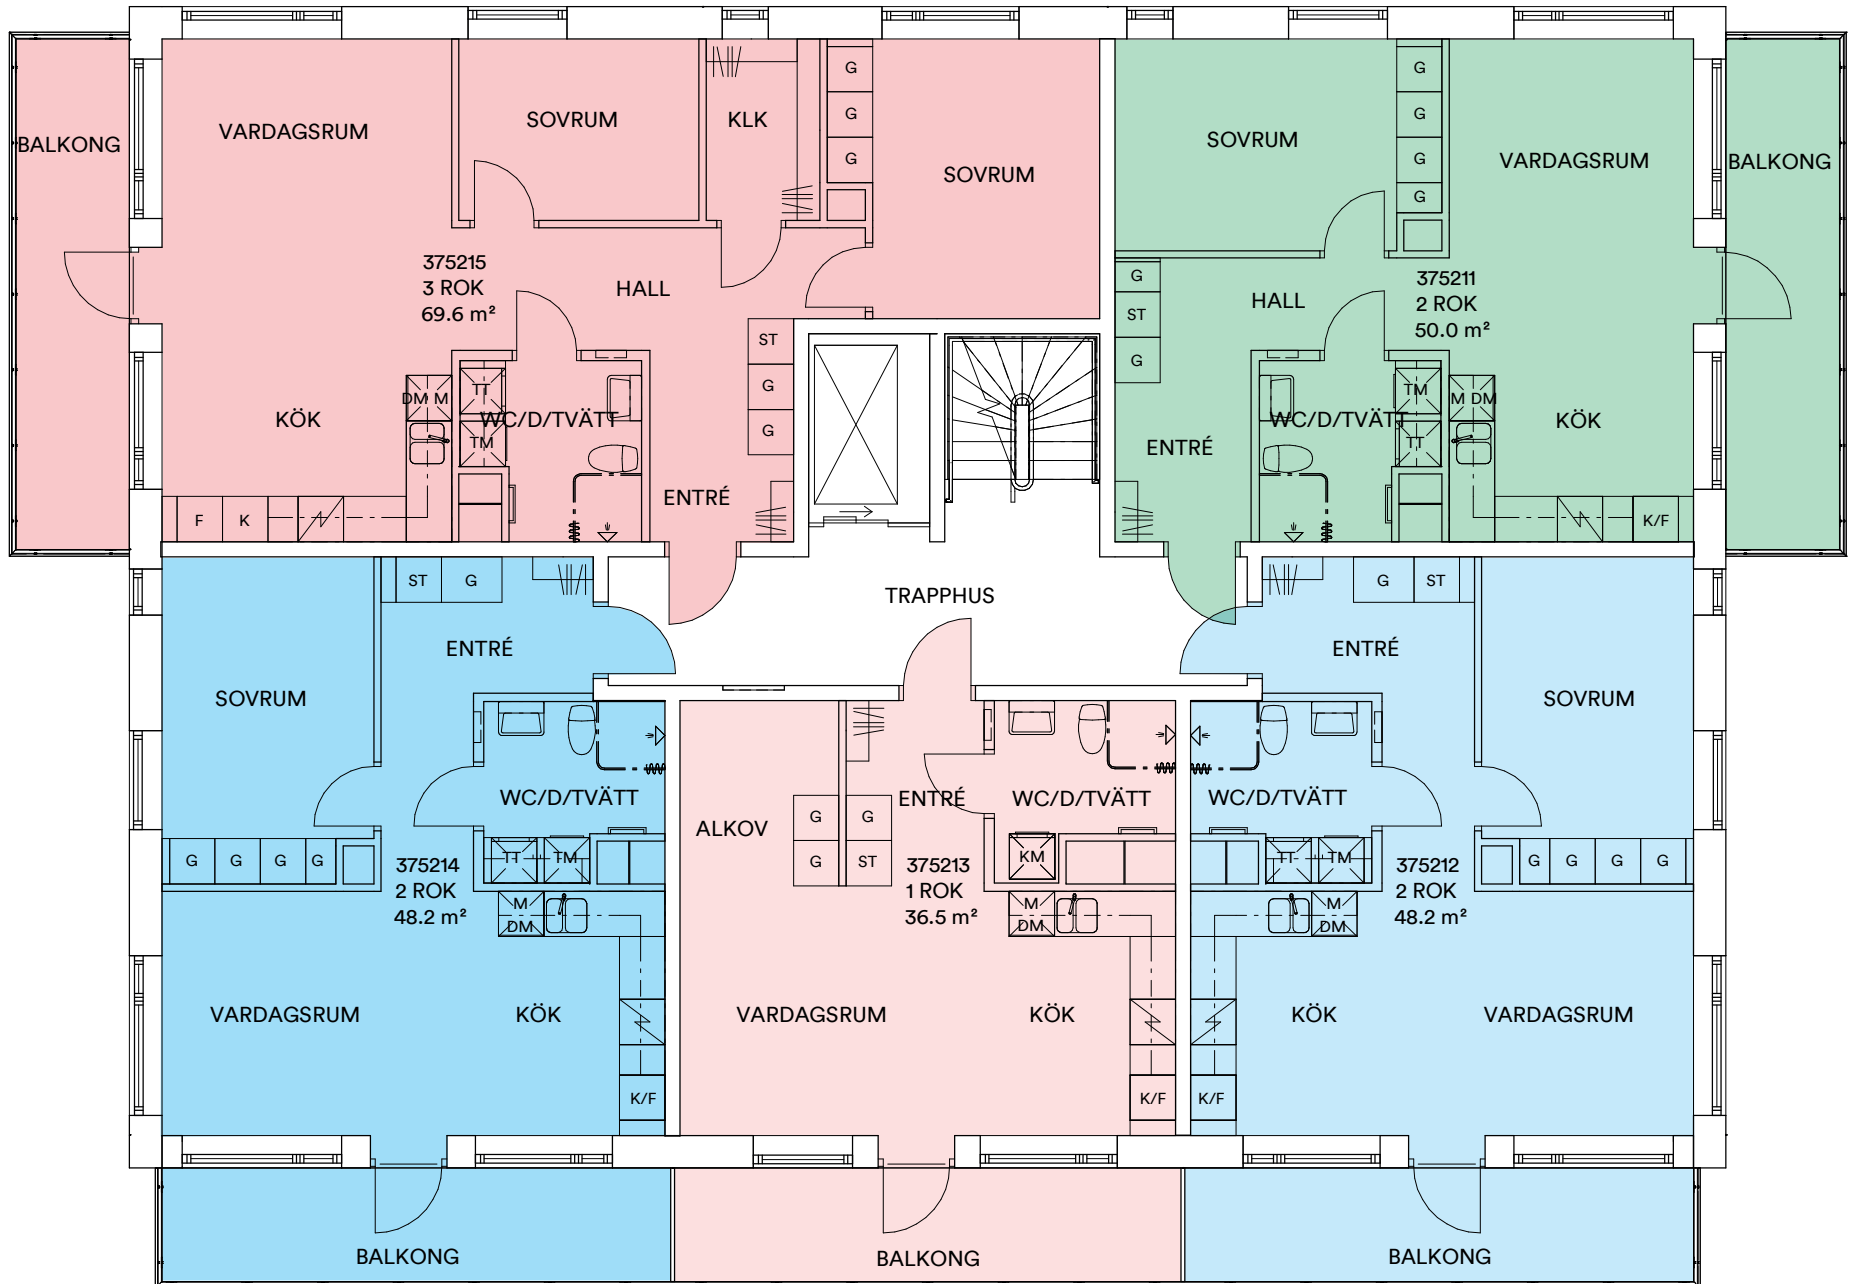 BALKONG
VARDAGSRUM
SOVRUM
KLK
G
G
G
SOVRUM
375215
3 ROK
69.6 m²
HALL
ST
G
G
DM M
TT
TM
WC/D/TVÄTT
KÖK
F
K
ENTRÉ
SOVRUM
G
G
G
G
VARDAGSRUM
BALKONG
G
ST
G
HALL
375211
2 ROK
50.0 m²
ENTRÉ
WC/D/TVÄTT
TM
TT
M DM
KÖK
K/F
TRAPPHUS
ST
G
ENTRÉ
SOVRUM
WC/D/TVÄTT
TT
TM
G
G
G
G
375214
2 ROK
48.2 m²
M
DM
VARDAGSRUM
KÖK
K/F
BALKONG
ALKOV
G
G
G
ST
ENTRÉ
WC/D/TVÄTT
KM
375213
1 ROK
36.5 m²
M
DM
VARDAGSRUM
KÖK
K/F
BALKONG
G
ST
ENTRÉ
SOVRUM
WC/D/TVÄTT
TT
TM
375212
2 ROK
48.2 m²
G
G
G
G
M
DM
K/F
KÖK
VARDAGSRUM
BALKONG